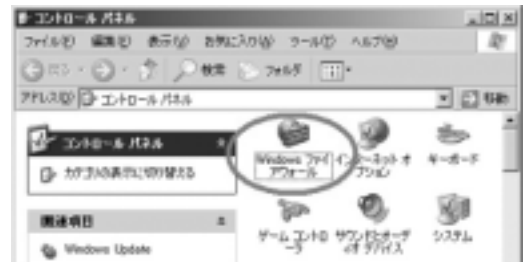 コントロール パネル
ファイル(F) 編集(E) 表示(V) お気に入り(A) ツール(T) ヘルプ(H)
戻る 検索 フォルダ
アドレス(D) コントロール パネル 移動
コントロール パネル
カテゴリの表示に切り替える
関連項目
Windows Update
Windows ファイアウォール
インターネット オプション
キーボード
ゲーム コントローラ
サウンドとオーディオ デバイス
システム